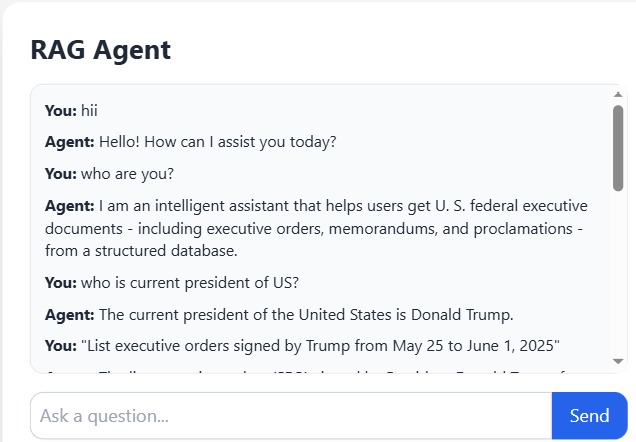 RAG Agent
You: hii
Agent: Hello! How can I assist you today?
You: who are you?
Agent: I am an intelligent assistant that helps users get U. S. federal executive
documents - including executive orders, memorandums, and proclamations -
from a structured database.
You: who is current president of US?
Agent: The current president of the United States is Donald Trump.
You: "List executive orders signed by Trump from May 25 to June 1, 2025"
Ask a question...
Send